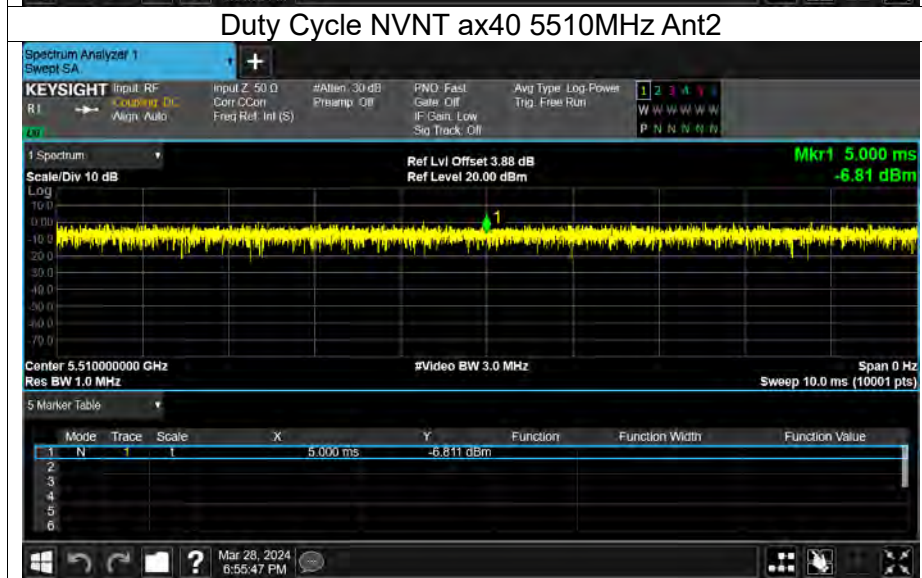 Duty Cycle NVNT ax40 5510MHz Ant2
Spectrum Analyzer 1
Swept SA
+
KEYSIGHT Input: RF Input Z: 50 Ω #Atten: 30 dB PNO: Fast Avg Type: Log-Power 1 2 3 4 5 6
Coupling: DC Corr CCorr Preamp: Off Gate: Off Trig: Free Run W W W W W W
Align: Auto Freq Ref: Int (S) IF Gain: Low
Sig Track: Off P N N N N N
1 Spectrum Ref Lvl Offset 3.88 dB Mkr1 5.000 ms
Scale/Div 10 dB Ref Level 20.00 dBm -6.81 dBm
Log
10.0
0.00
-10.0
-20.0
-30.0
-40.0
-50.0
-60.0
-70.0
1
Center 5.510000000 GHz #Video BW 3.0 MHz Span 0 Hz
Res BW 1.0 MHz Sweep 10.0 ms (10001 pts)
5 Marker Table
Mode Trace Scale X Y Function Function Width Function Value
1 N 1 t 5.000 ms -6.811 dBm
2
3
4
5
6
? Mar 28, 2024
6:55:47 PM